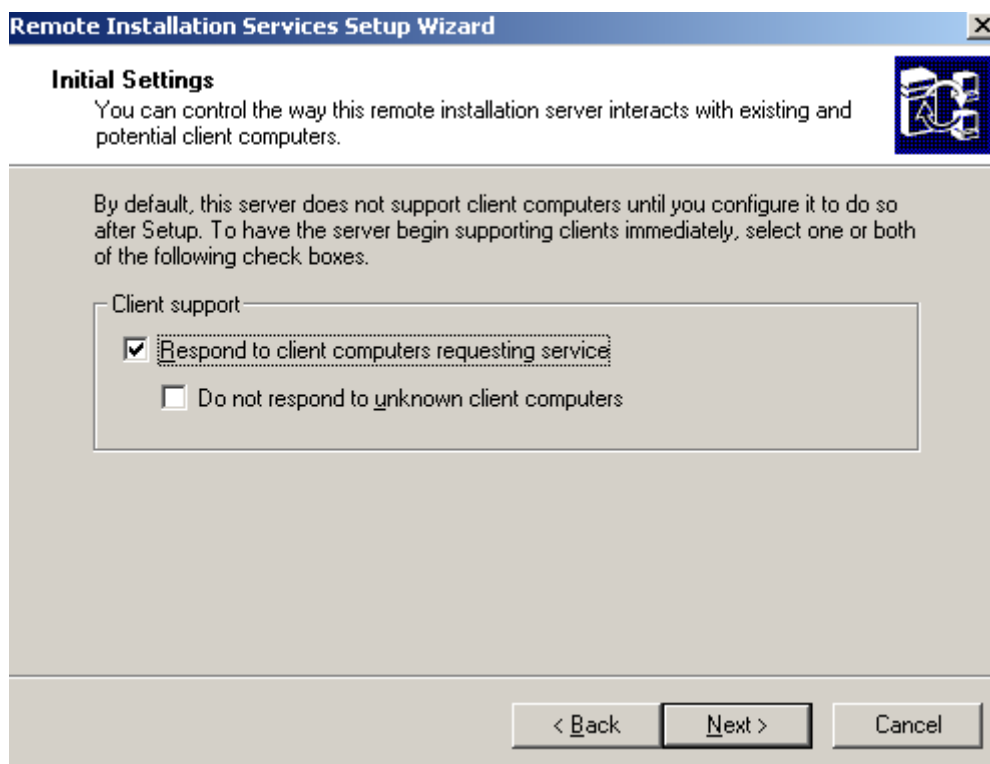 Remote Installation Services Setup Wizard
Initial Settings
You can control the way this remote installation server interacts with existing and
potential client computers.
By default, this server does not support client computers until you configure it to do so
after Setup. To have the server begin supporting clients immediately, select one or both
of the following check boxes.
Client support
Respond to client computers requesting service
Do not respond to unknown client computers
< Back
Next >
Cancel